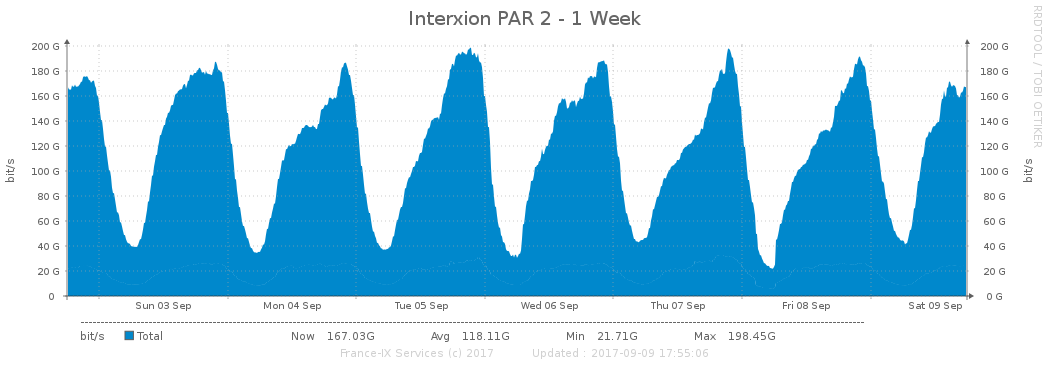 Interxion PAR 2 - 1 Week
RRDTOOL / TOBI OETIKER
bit/s
200 G 200 G
180 G 180 G
160 G 160 G
140 G 140 G
120 G 120 G
100 G 100 G
80 G 80 G
60 G 60 G
40 G 40 G
20 G 20 G
0 0 G
bit/s
Sun 03 Sep Mon 04 Sep Tue 05 Sep Wed 06 Sep Thu 07 Sep Fri 08 Sep Sat 09 Sep
bit/s Total Now 167.03G Avg 118.11G Min 21.71G Max 198.45G
France-IX Services (c) 2017 Updated : 2017-09-09 17:55:06